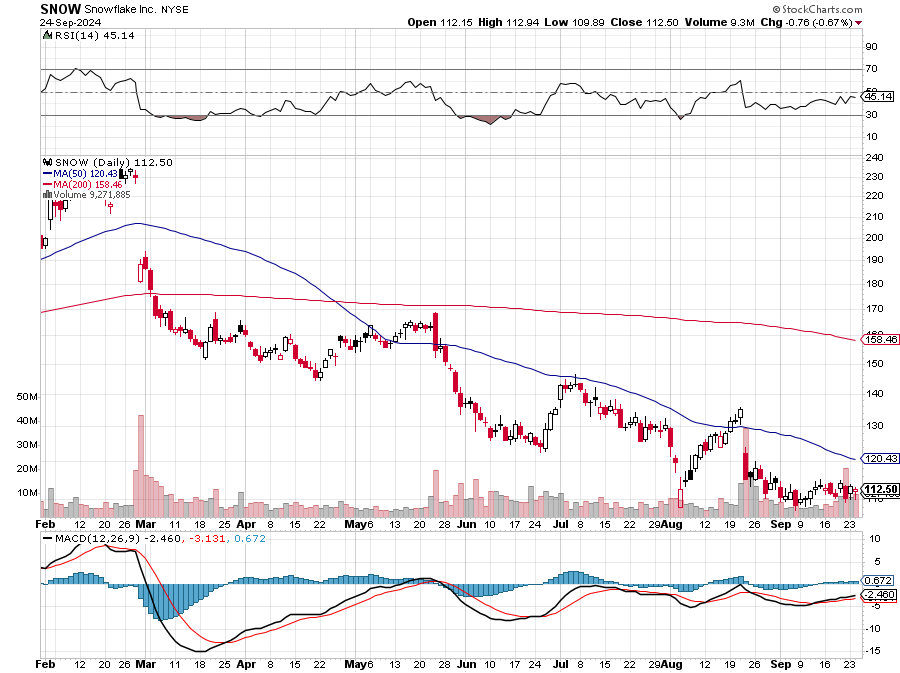 SNOW Snowflake Inc. NYSE
© StockCharts.com
24-Sep-2024
Open 112.15 High 112.94 Low 109.89 Close 112.50 Volume 9.3M Chg -0.76 (-0.67%)
RSI(14) 45.14
90
70
50
45.14
30
10
SNOW (Daily) 112.50
MA(50) 120.43
MA(200) 158.46
Volume 9,271,885
240
230
220
210
200
190
180
170
160
158.46
150
140
130
120.43
112.50
110
50M
40M
30M
20M
10M
Feb 12 20 26 Mar 11 18 25 Apr 8 15 22 May 6 13 20 28 Jun 10 17 24 Jul 8 15 22 29 Aug 12 19 26 Sep 9 16 23
MACD(12,26,9) -2.460, -3.131, 0.672
10
5
0.672
-2.460
-5
-10
-15
Feb 12 20 26 Mar 11 18 25 Apr 8 15 22 May 6 13 20 28 Jun 10 17 24 Jul 8 15 22 29 Aug 12 19 26 Sep 9 16 23